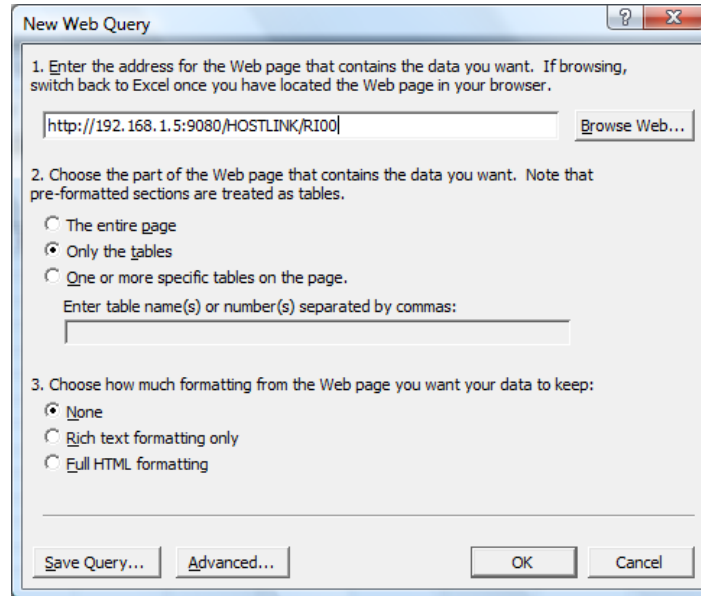 New Web Query
1. Enter the address for the Web page that contains the data you want. If browsing,
switch back to Excel once you have located the Web page in your browser.
http://192.168.1.5:9080/HOSTLINK/RI00
Browse Web...
2. Choose the part of the Web page that contains the data you want. Note that
pre-formatted sections are treated as tables.
The entire page
Only the tables
One or more specific tables on the page.
Enter table name(s) or number(s) separated by commas:
3. Choose how much formatting from the Web page you want your data to keep:
None
Rich text formatting only
Full HTML formatting
Save Query... Advanced... OK Cancel